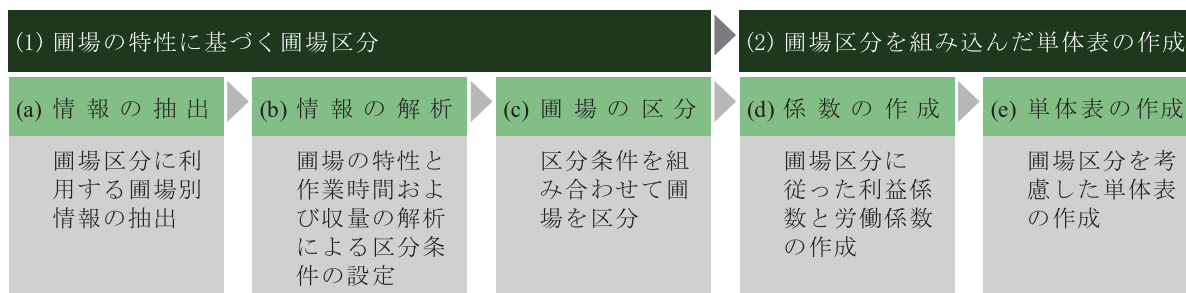 (1) 圃場の特性に基づく圃場区分
(2) 圃場区分を組み込んだ単体表の作成
(a) 情報の抽出
圃場区分に利
用する圃場別
情報の抽出
(b) 情報の解析
圃場の特性と
作業時間およ
び収量の解析
による区分条
件の設定
(c) 圃場の区分
区分条件を組
み合わせて圃
場を区分
(d) 係数の作成
圃場区分に
従った利益係
数と労働係数
の作成
(e) 単体表の作成
圃場区分を考
慮した単体表
の作成